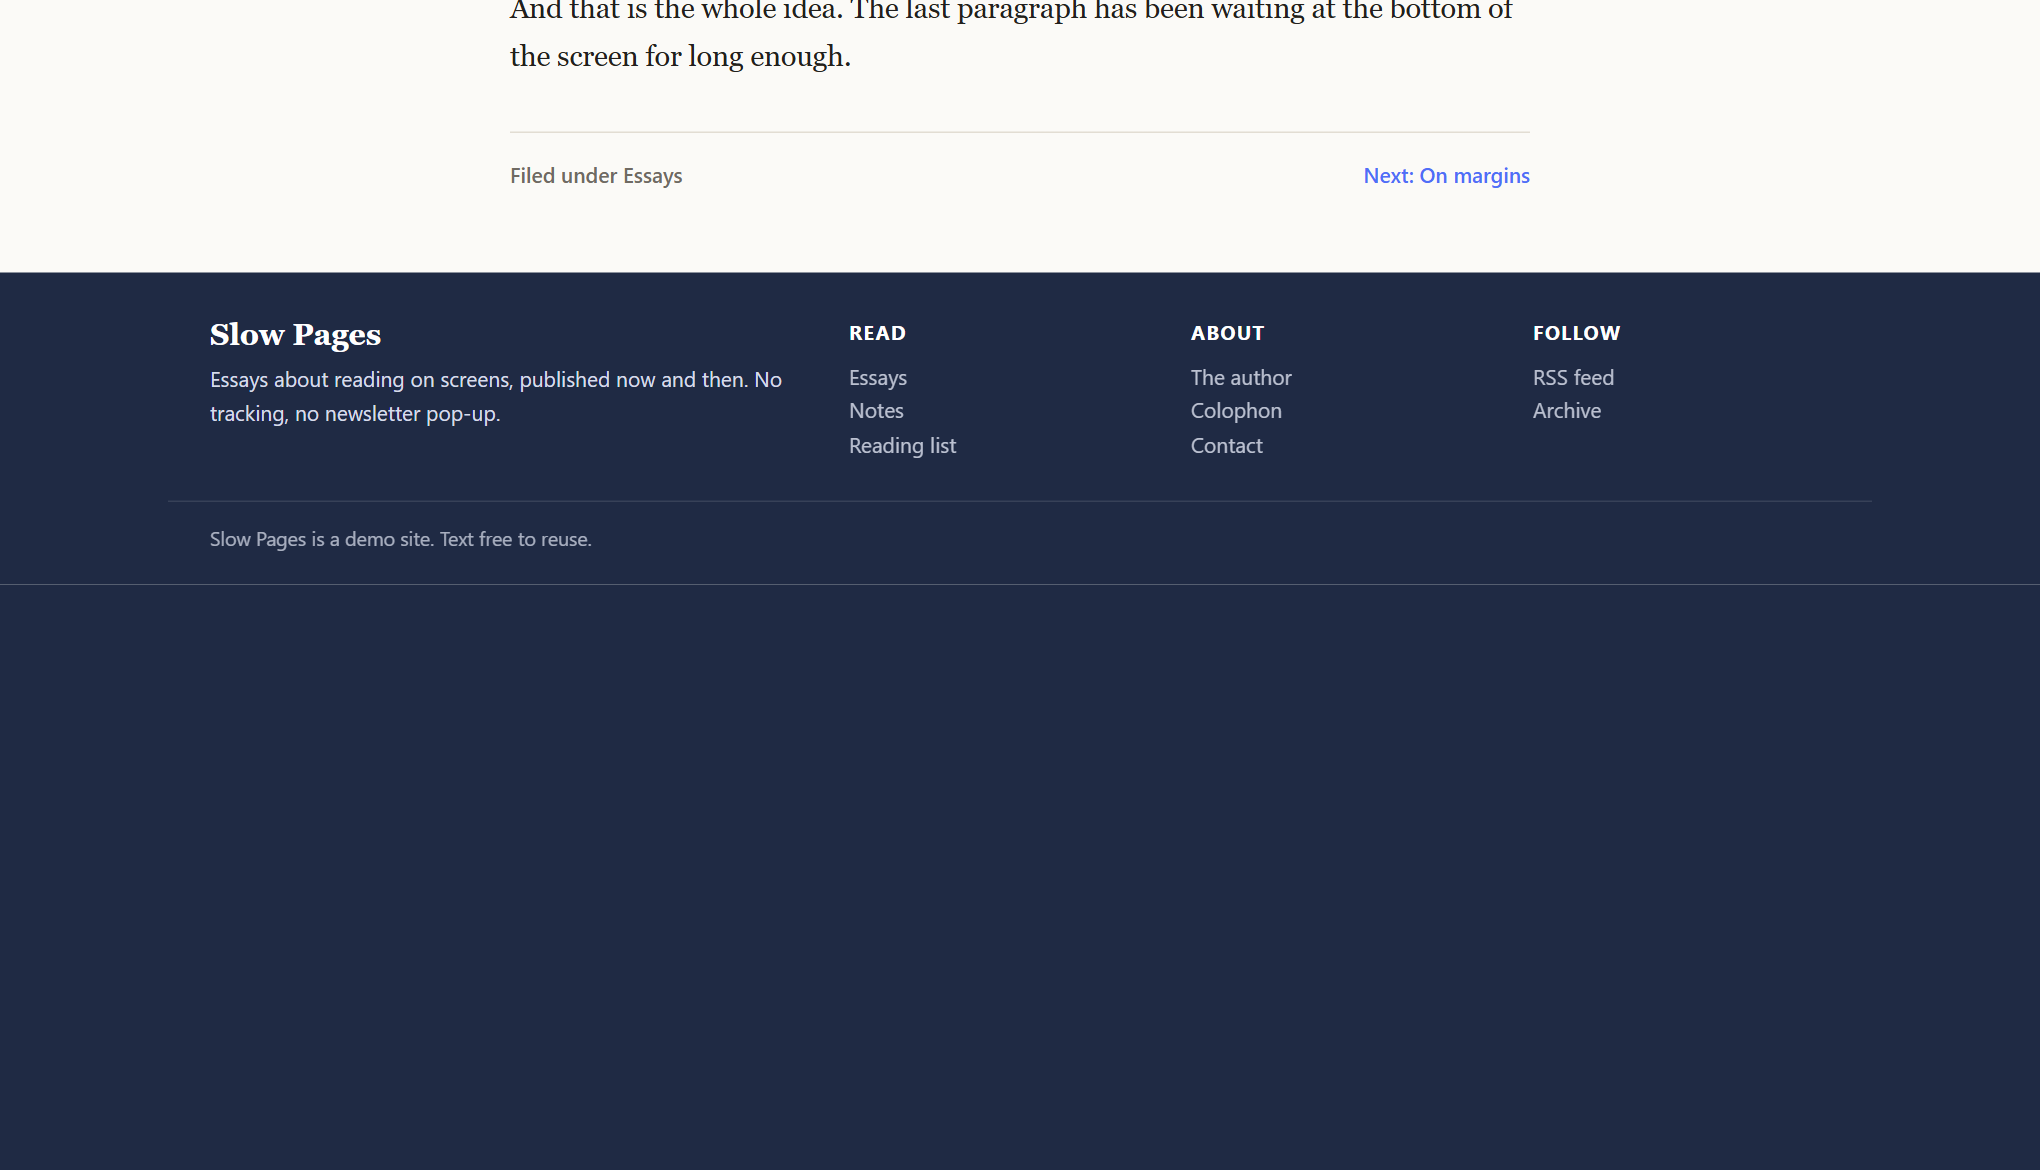 And that is the whole idea. The last paragraph has been waiting at the bottom of
the screen for long enough.
Filed under Essays
Next: On margins
Slow Pages
Essays about reading on screens, published now and then. No
tracking, no newsletter pop-up.
READ
Essays
Notes
Reading list
ABOUT
The author
Colophon
Contact
FOLLOW
RSS feed
Archive
Slow Pages is a demo site. Text free to reuse.